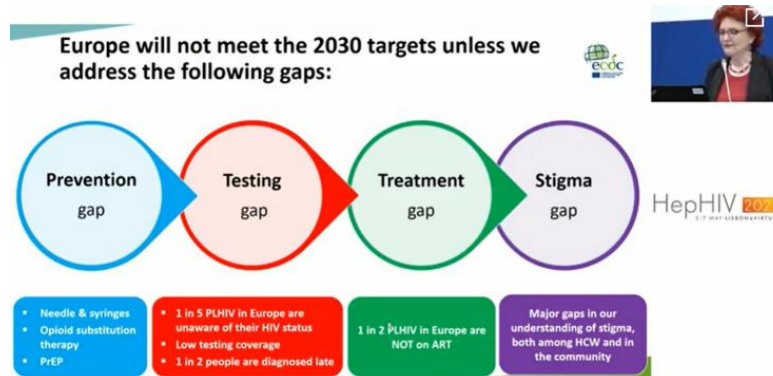 Europe will not meet the 2030 targets unless we
address the following gaps:
ecdc
Prevention
gap
Testing
gap
Treatment
gap
Stigma
gap
HepHIV 202
Needle & syringes
Opioid substitution
therapy
PrEP
1 in 5 PLHIV in Europe are
unaware of their HIV status
Low testing coverage
1 in 2 people are diagnosed late
1 in 2 PLHIV in Europe are
NOT on ART
Major gaps in our
understanding of stigma,
both among HCW and in
the community